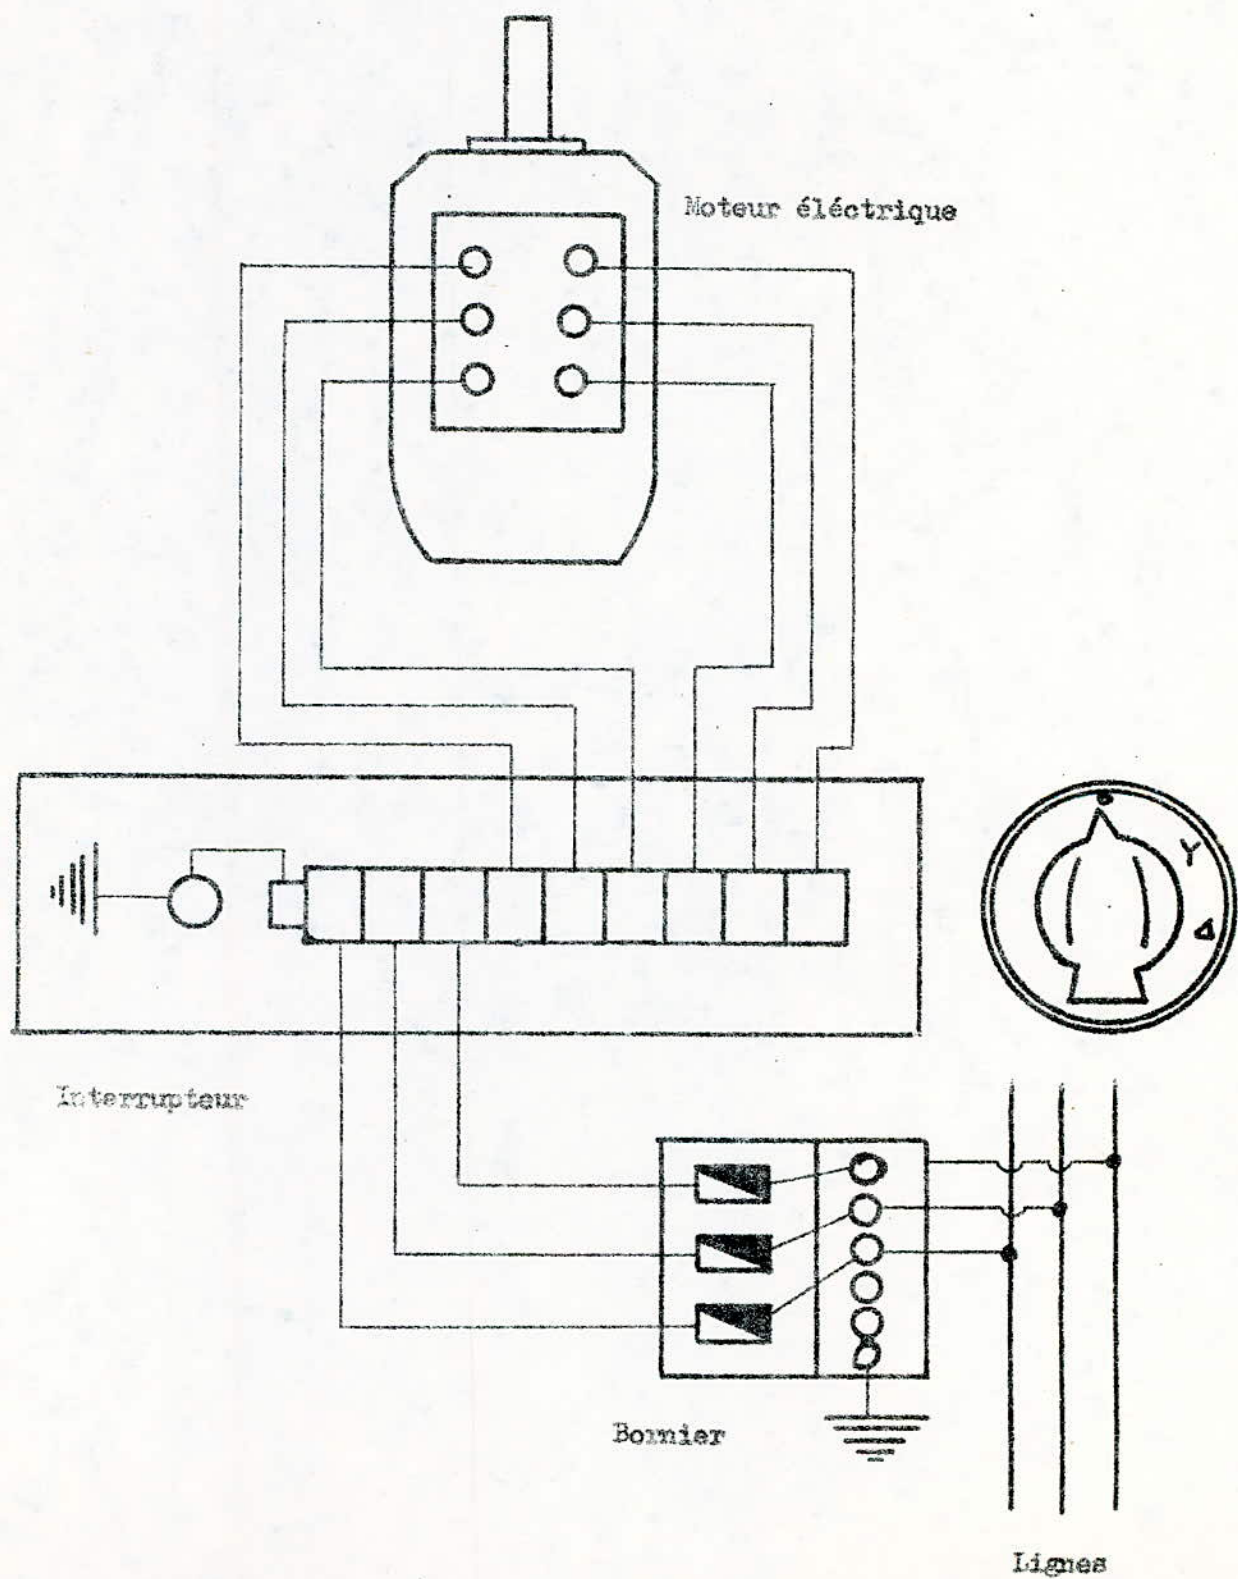 Moteur éléctrique
Y
Δ
Interrupteur
Bornier
Lignes